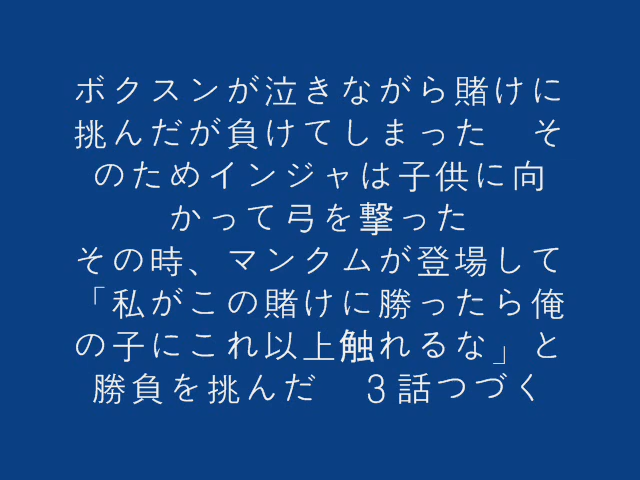 ボクスンが泣きながら賭けに
挑んだが負けてしまった　そ
のためインジャは子供に向
かって弓を撃った
その時、マンクムが登場して
「私がこの賭けに勝ったら俺
の子にこれ以上触れるな」と
勝負を挑んだ　３話つづく